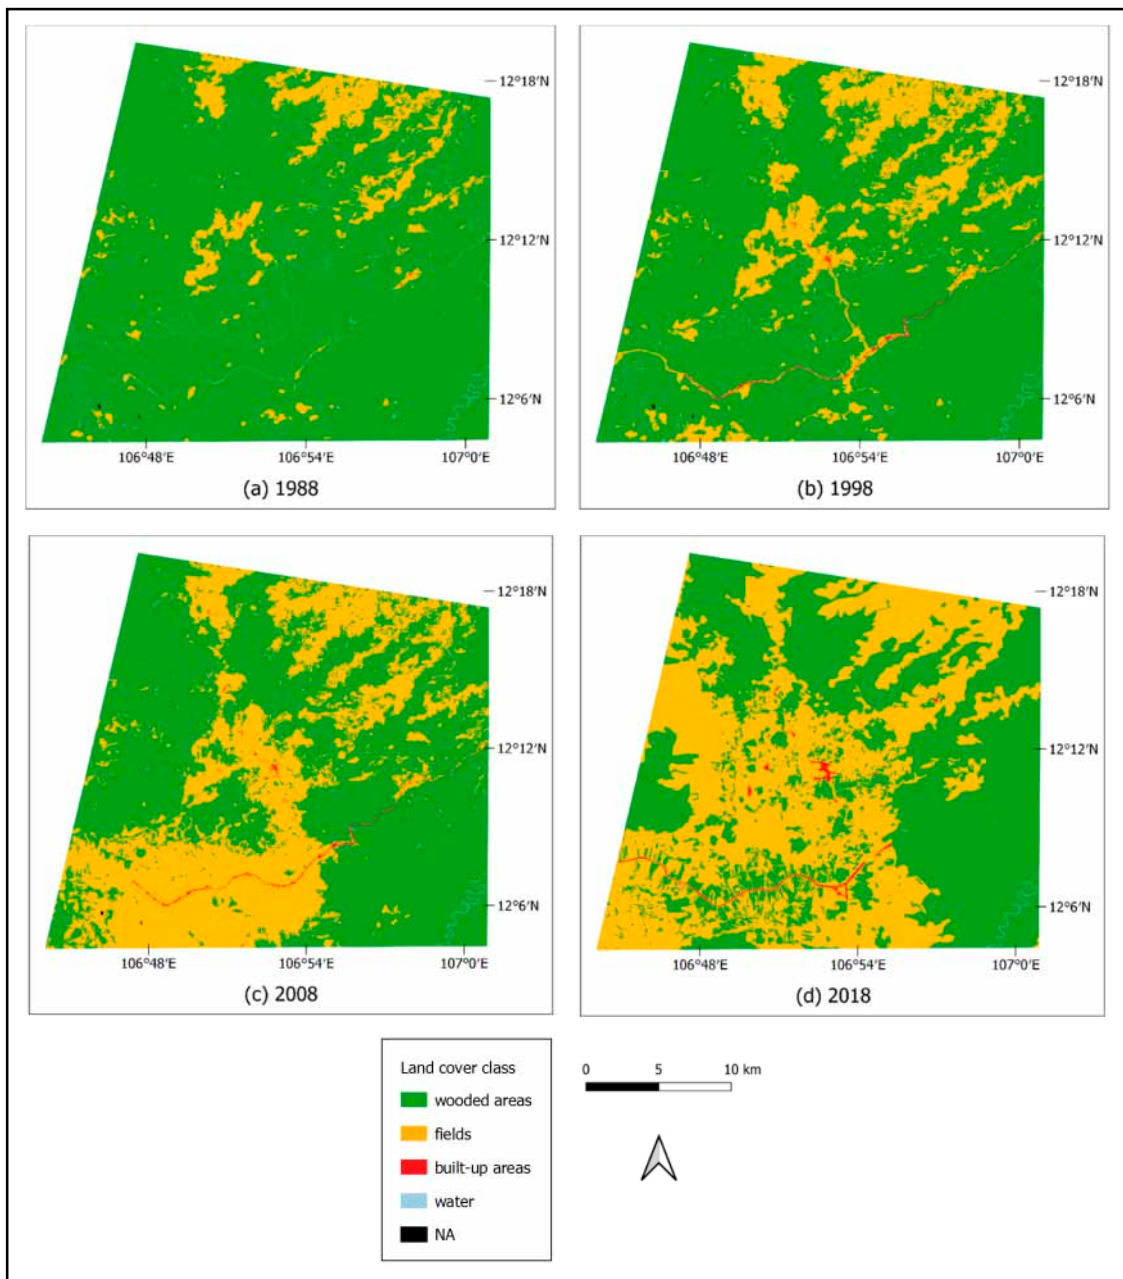 12°18′N
12°12′N
12°6′N
106°48′E 106°54′E 107°0′E
(a) 1988
12°18′N
12°12′N
12°6′N
106°48′E 106°54′E 107°0′E
(b) 1998
12°18′N
12°12′N
12°6′N
106°48′E 106°54′E 107°0′E
(c) 2008
12°18′N
12°12′N
12°6′N
106°48′E 106°54′E 107°0′E
(d) 2018
Land cover class
wooded areas
fields
built-up areas
water
NA
0 5 10 km